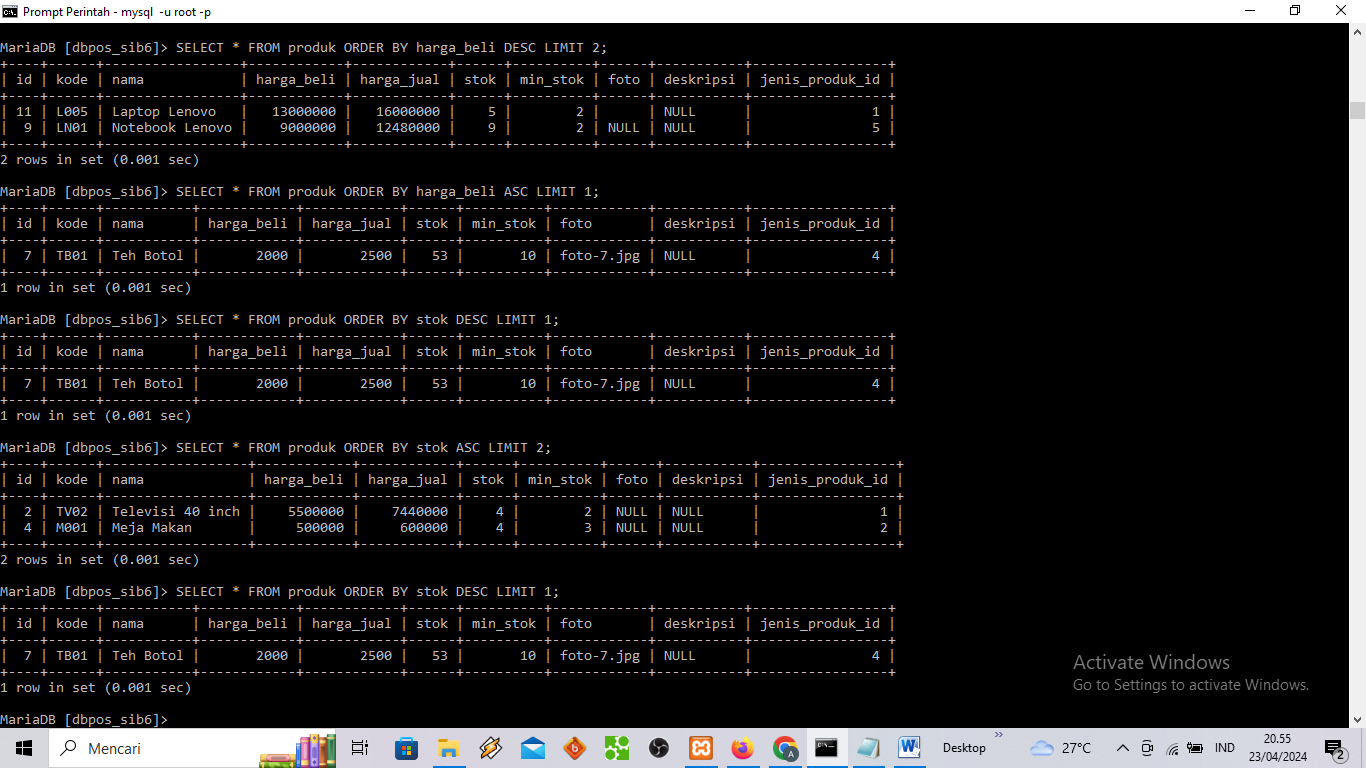 Prompt Perintah - mysql  -u root -p
MariaDB [dbpos_sib6]> SELECT * FROM produk ORDER BY harga_beli DESC LIMIT 2;
+----+------+-----------------+------------+------------+------+----------+------+-----------+-----------------+
| id | kode | nama            | harga_beli | harga_jual | stok | min_stok | foto | deskripsi | jenis_produk_id |
+----+------+-----------------+------------+------------+------+----------+------+-----------+-----------------+
| 11 | L005 | Laptop Lenovo   |   13000000 |   16000000 |    5 |        2 |      | NULL      |               1 |
|  9 | LN01 | Notebook Lenovo |    9000000 |   12480000 |    9 |        2 | NULL | NULL      |               5 |
+----+------+-----------------+------------+------------+------+----------+------+-----------+-----------------+
2 rows in set (0.001 sec)
MariaDB [dbpos_sib6]> SELECT * FROM produk ORDER BY harga_beli ASC LIMIT 1;
+----+------+-----------+------------+------------+------+----------+------------+-----------+-----------------+
| id | kode | nama      | harga_beli | harga_jual | stok | min_stok | foto       | deskripsi | jenis_produk_id |
+----+------+-----------+------------+------------+------+----------+------------+-----------+-----------------+
|  7 | TB01 | Teh Botol |       2000 |       2500 |   53 |       10 | foto-7.jpg | NULL      |               4 |
+----+------+-----------+------------+------------+------+----------+------------+-----------+-----------------+
1 row in set (0.001 sec)
MariaDB [dbpos_sib6]> SELECT * FROM produk ORDER BY stok DESC LIMIT 1;
+----+------+-----------+------------+------------+------+----------+------------+-----------+-----------------+
| id | kode | nama      | harga_beli | harga_jual | stok | min_stok | foto       | deskripsi | jenis_produk_id |
+----+------+-----------+------------+------------+------+----------+------------+-----------+-----------------+
|  7 | TB01 | Teh Botol |       2000 |       2500 |   53 |       10 | foto-7.jpg | NULL      |               4 |
+----+------+-----------+------------+------------+------+----------+------------+-----------+-----------------+
1 row in set (0.001 sec)
MariaDB [dbpos_sib6]> SELECT * FROM produk ORDER BY stok ASC LIMIT 2;
+----+------+------------------+------------+------------+------+----------+------+-----------+-----------------+
| id | kode | nama             | harga_beli | harga_jual | stok | min_stok | foto | deskripsi | jenis_produk_id |
+----+------+------------------+------------+------------+------+----------+------+-----------+-----------------+
|  2 | TV02 | Televisi 40 inch |    5500000 |    7440000 |    4 |        2 | NULL | NULL      |               1 |
|  4 | M001 | Meja Makan       |     500000 |     600000 |    4 |        3 | NULL | NULL      |               2 |
+----+------+------------------+------------+------------+------+----------+------+-----------+-----------------+
2 rows in set (0.001 sec)
MariaDB [dbpos_sib6]> SELECT * FROM produk ORDER BY stok DESC LIMIT 1;
+----+------+-----------+------------+------------+------+----------+------------+-----------+-----------------+
| id | kode | nama      | harga_beli | harga_jual | stok | min_stok | foto       | deskripsi | jenis_produk_id |
+----+------+-----------+------------+------------+------+----------+------------+-----------+-----------------+
|  7 | TB01 | Teh Botol |       2000 |       2500 |   53 |       10 | foto-7.jpg | NULL      |               4 |
+----+------+-----------+------------+------------+------+----------+------------+-----------+-----------------+
1 row in set (0.001 sec)
MariaDB [dbpos_sib6]>
Activate Windows
Go to Settings to activate Windows.
Mencari
Desktop
27°C
IND
20.55
23/04/2024
2